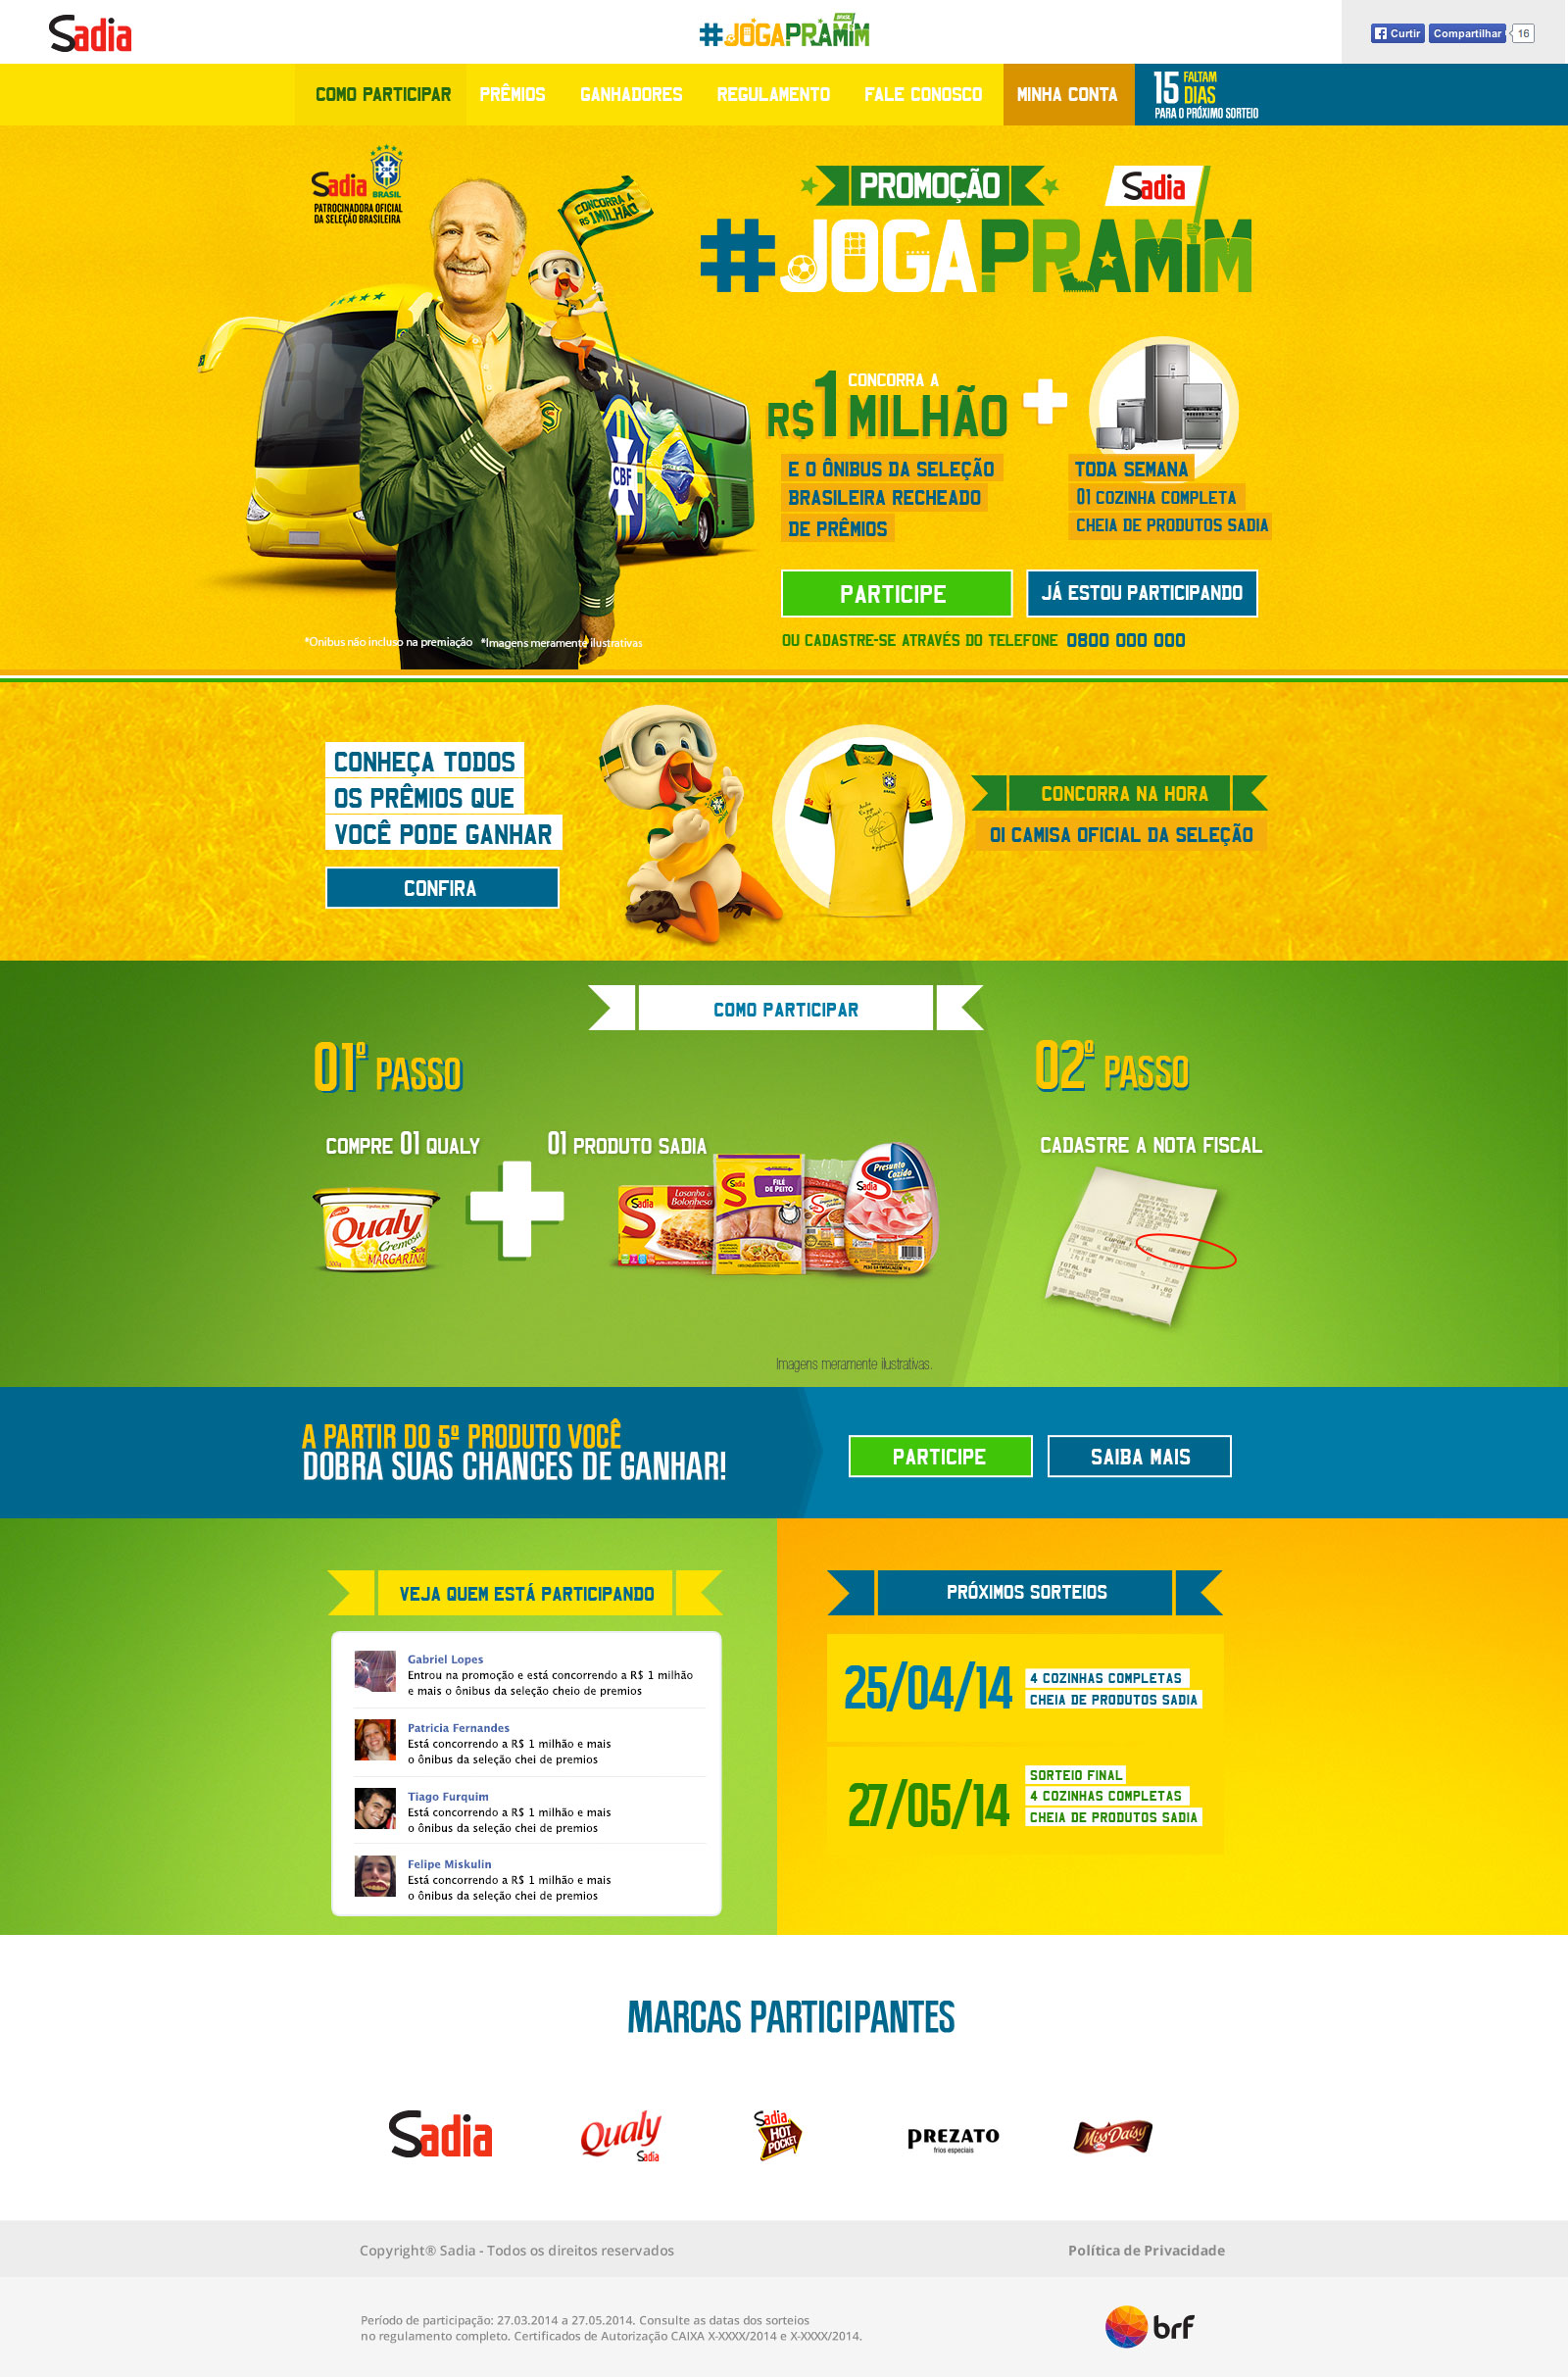 Sadia
#JOGAPRAMIM
BRASIL
Curtir
Compartilhar
16
COMO PARTICIPAR
PRÊMIOS
GANHADORES
REGULAMENTO
FALE CONOSCO
MINHA CONTA
15 FALTAM DIAS
PARA O PRÓXIMO SORTEIO
CBF
BRASIL
Sadia
PATROCINADORA OFICIAL
DA SELEÇÃO BRASILEIRA
CONCORRA A
R$ 1 MILHÃO
CBF
PROMOÇÃO
Sadia
#JOGAPRAMIM
CONCORRA A
R$ 1 MILHÃO
+
E O ÔNIBUS DA SELEÇÃO
BRASILEIRA RECHEADO
DE PRÊMIOS
TODA SEMANA
01 COZINHA COMPLETA
CHEIA DE PRODUTOS SADIA
PARTICIPE
JÁ ESTOU PARTICIPANDO
OU CADASTRE-SE ATRAVÉS DO TELEFONE 0800 000 000
*Onibus não incluso na premiação *Imagens meramente ilustrativas
CONHEÇA TODOS
OS PRÊMIOS QUE
VOCÊ PODE GANHAR
CONFIRA
CONCORRA NA HORA
01 CAMISA OFICIAL DA SELEÇÃO
COMO PARTICIPAR
01º PASSO
COMPRE 01 QUALY
+
01 PRODUTO SADIA
Qualy
Cremosa
Sadia
MARGARINA
500g
Sadia
Lasanha à
Bolonhesa
FILÉ
DE PEITO
Presunto
Cozido
Sadia
02º PASSO
CADASTRE A NOTA FISCAL
CUPOM
TOTAL R$
31,80
Imagens meramente ilustrativas.
A PARTIR DO 5º PRODUTO VOCÊ
DOBRA SUAS CHANCES DE GANHAR!
PARTICIPE
SAIBA MAIS
VEJA QUEM ESTÁ PARTICIPANDO
Gabriel Lopes
Entrou na promoção e está concorrendo a R$ 1 milhão
e mais o ônibus da seleção cheio de premios
Patricia Fernandes
Está concorrendo a R$ 1 milhão e mais
o ônibus da seleção chei de premios
Tiago Furquim
Está concorrendo a R$ 1 milhão e mais
o ônibus da seleção chei de premios
Felipe Miskulin
Está concorrendo a R$ 1 milhão e mais
o ônibus da seleção chei de premios
PRÓXIMOS SORTEIOS
25/04/14
4 COZINHAS COMPLETAS
CHEIA DE PRODUTOS SADIA
27/05/14
SORTEIO FINAL
4 COZINHAS COMPLETAS
CHEIA DE PRODUTOS SADIA
MARCAS PARTICIPANTES
Sadia
Qualy
Sadia
Sadia
HOT
POCKET
PREZATO
frios especiais
Miss Daisy
Copyright® Sadia - Todos os direitos reservados
Política de Privacidade
Período de participação: 27.03.2014 a 27.05.2014. Consulte as datas dos sorteios
no regulamento completo. Certificados de Autorização CAIXA X-XXXX/2014 e X-XXXX/2014.
brf